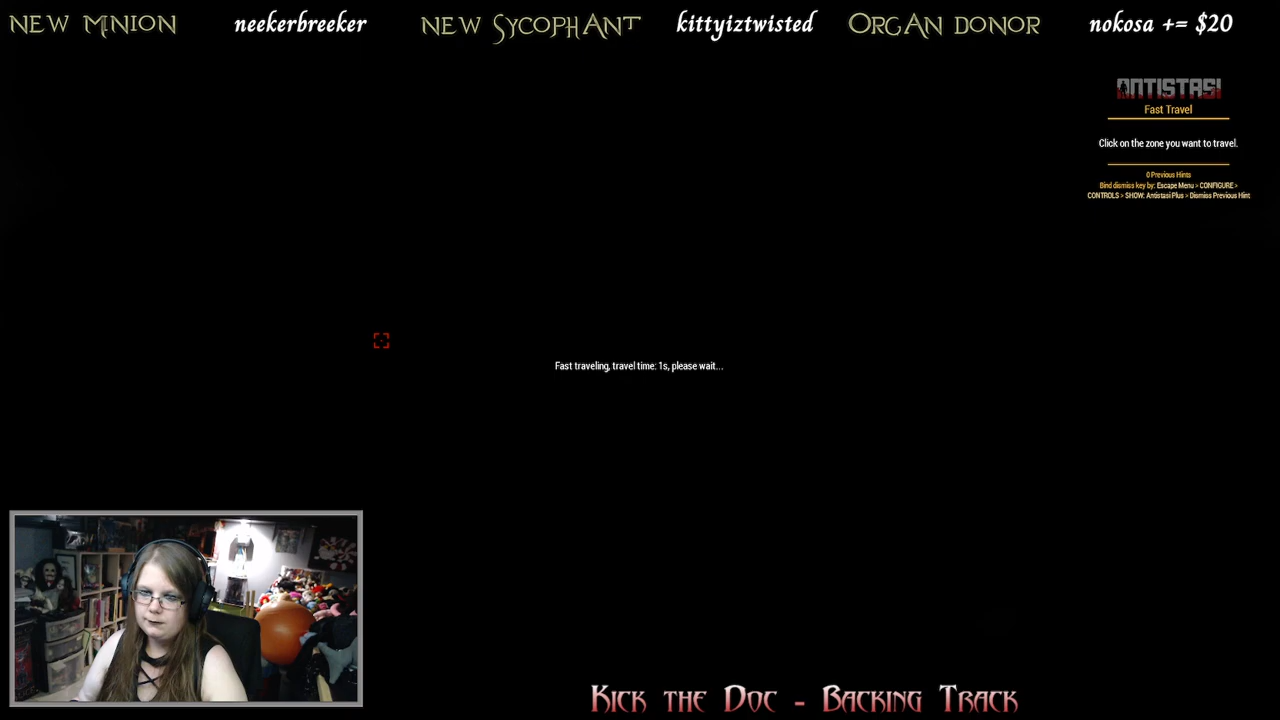 NEW MINION neekerbreeker NEW SYCOPHANT kittyiztwisted ORGAN DONOR nokosa += $20
ANTISTASI
Fast Travel
Click on the zone you want to travel.
0 Previous Hints
Bind dismiss key by: Escape Menu > CONFIGURE >
CONTROLS > SHOW: Antistasi Plus > Dismiss Previous Hint
Fast traveling, travel time: 1s, please wait...
KICK THE DOC - BACKING TRACK